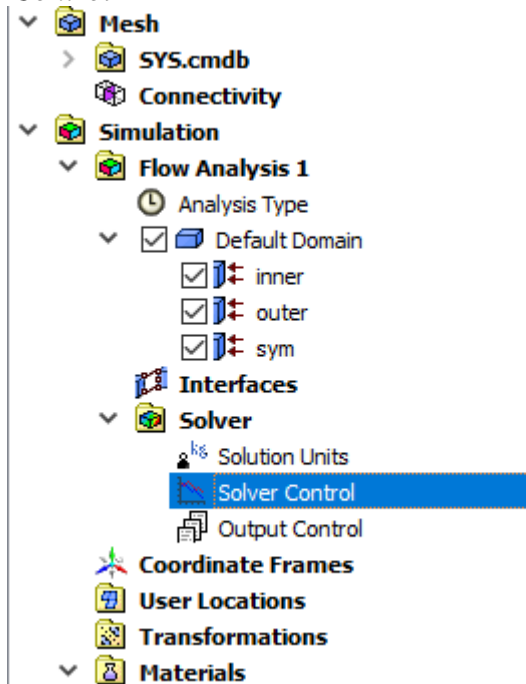 Mesh
SYS.cmdb
Connectivity
Simulation
Flow Analysis 1
Analysis Type
Default Domain
inner
outer
sym
Interfaces
Solver
kg
Solution Units
Solver Control
Output Control
Coordinate Frames
User Locations
Transformations
Materials